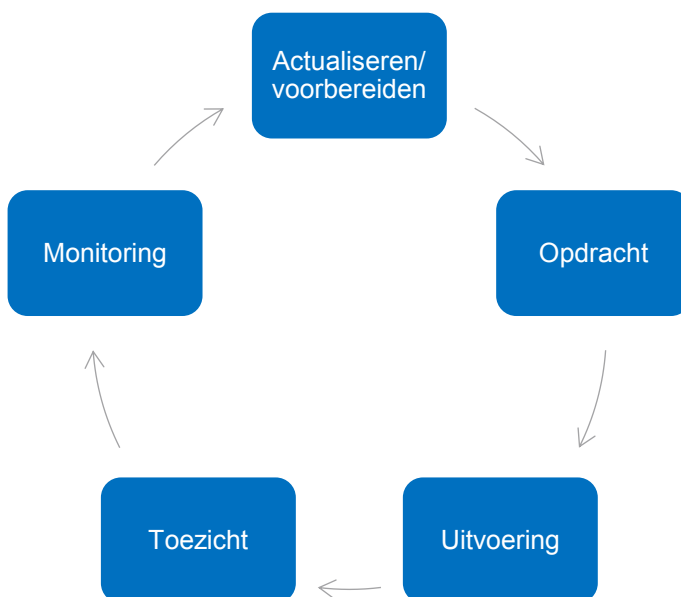 Actualiseren/
voorbereiden
Opdracht
Uitvoering
Toezicht
Monitoring